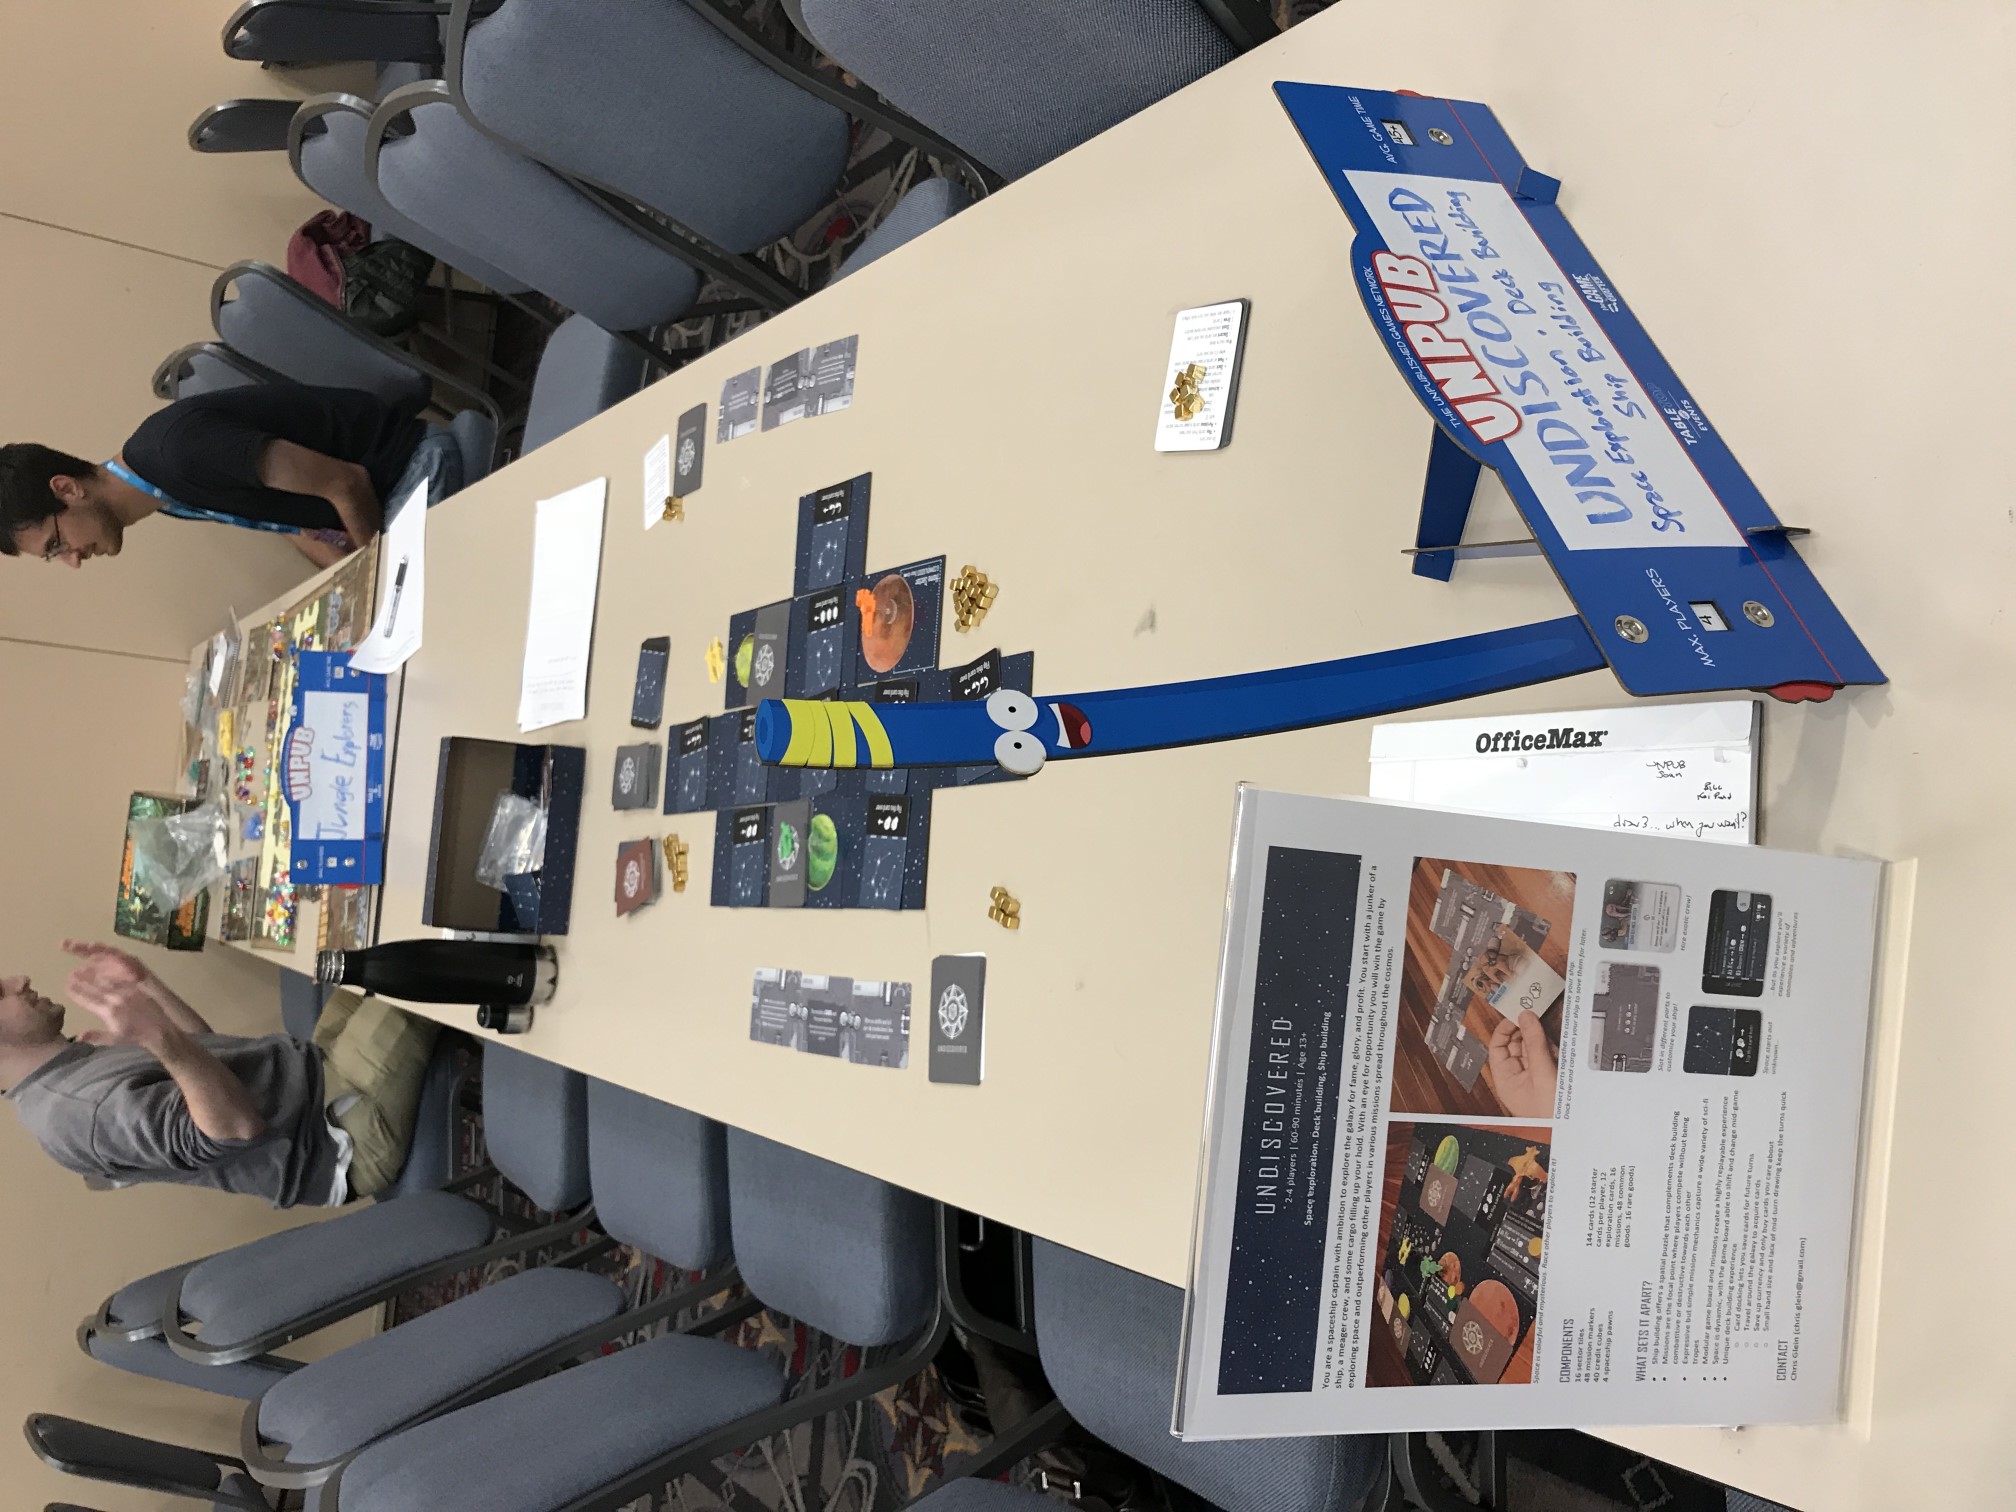 UNPUB
Jungle Explorers
UNDISCOVERED
2-4 players | 60-90 minutes | Age 13+
Space exploration. Deck building, Ship building
You are a spaceship captain with ambition to explore the galaxy for fame, glory, and profit. You start with a junker of a
ship, a meager crew, and some cargo filling up your hold. With an eye for opportunity you will win the game by
exploring space and outperforming other players in various missions spread throughout the cosmos.
Space is colorful and mysterious. Race other players to explore it!
Connect parts together to customize your ship.
Dock crew and cargo on your ship to save them for later.
COMPONENTS
16 sector tiles
48 mission markers
40 credit cubes
4 spaceship pawns
144 cards (12 starter
cards per player, 12
exploration cards, 16
missions, 48 common
goods. 16 rare goods)
WHAT SETS IT APART?
Ship building offers a spatial puzzle that complements deck building
Missions are the focal point where players compete without being
combative or destructive towards each other
Expressive but simple mission mechanics capture a wide variety of sci-fi
tropes
Modular game board and missions create a highly replayable experience
Space is dynamic, with the game board able to shift and change mid-game
Unique deck building experience
Card docking lets you save cards for future turns
Travel around the galaxy to acquire cards
Save up currency and only buy cards you care about
Small hand size and lack of mid-turn drawing keep the turns quick
Slot in different parts to
customize your ship!
Hire exotic crew!
Space starts out
unknown...
...but as you explore you'll
experience a variety of
anomalies and adventures
CONTACT
Chris Glein (chris.glein@gmail.com)
OfficeMax
THE UNPUBLISHED GAMES NETWORK
UNPUB
UNDISCOVERED
Space Exploration · Deck Building
Ship Building
MAX. PLAYERS
4
AVG. GAME TIME
45+
TABLETOP
EVENTS
the GAME
CRAFTER